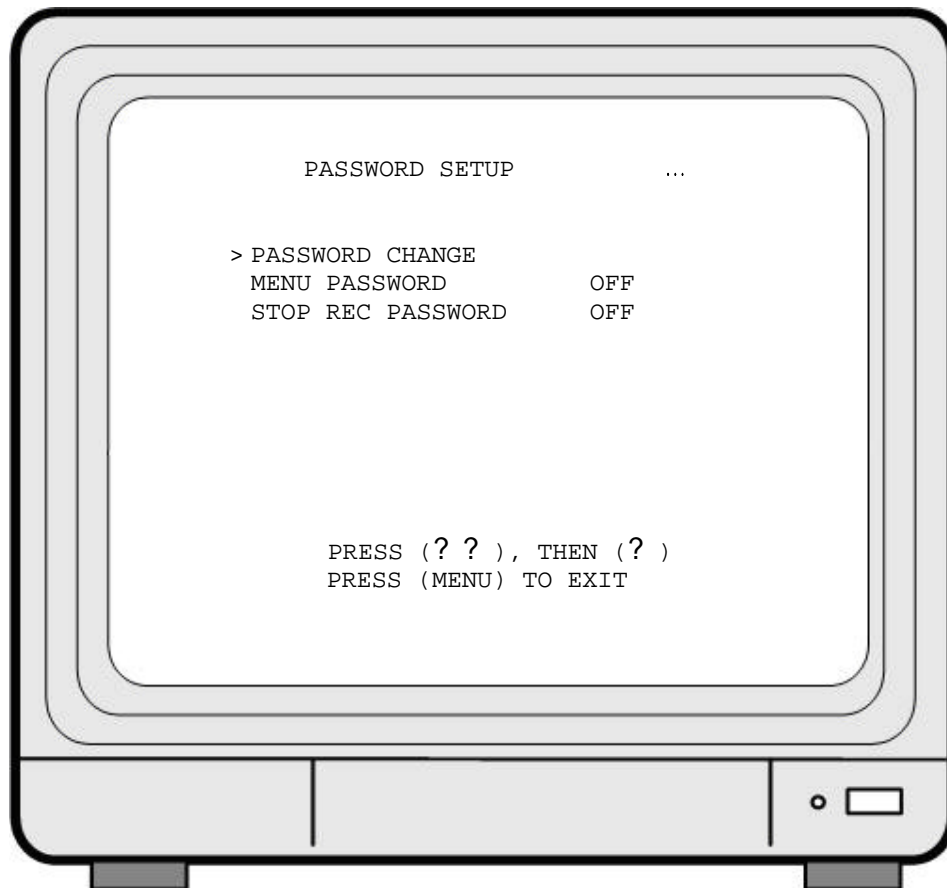 PASSWORD SETUP ...
> PASSWORD CHANGE
MENU PASSWORD OFF
STOP REC PASSWORD OFF
PRESS (? ? ), THEN (? )
PRESS (MENU) TO EXIT